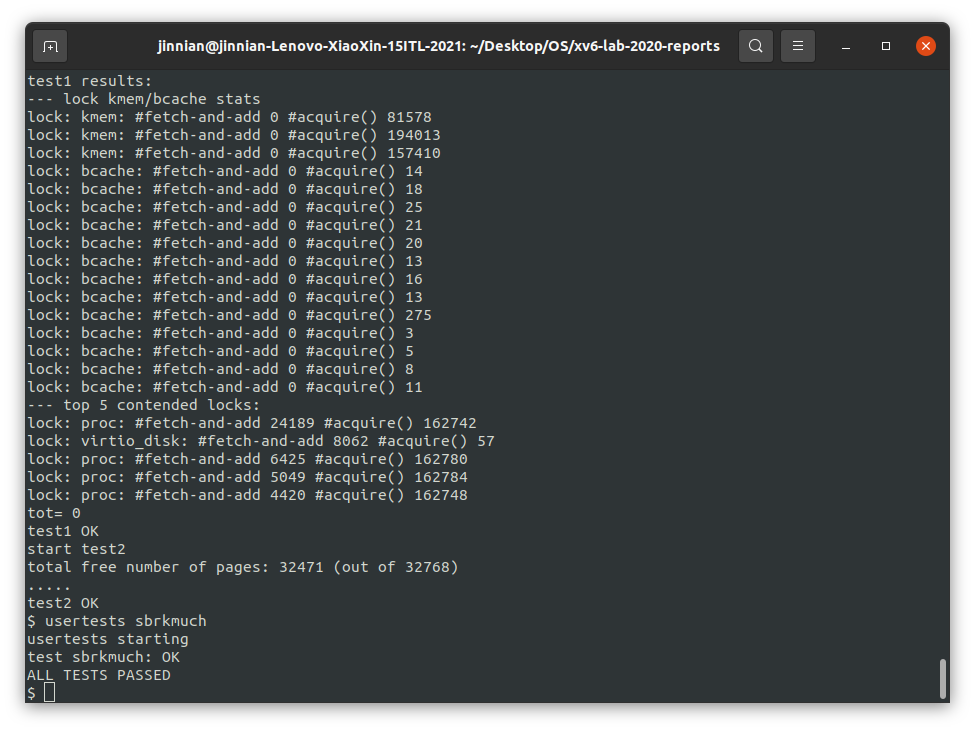 jinnian@jinnian-Lenovo-XiaoXin-15ITL-2021: ~/Desktop/OS/xv6-lab-2020-reports
test1 results:
--- lock kmem/bcache stats
lock: kmem: #fetch-and-add 0 #acquire() 81578
lock: kmem: #fetch-and-add 0 #acquire() 194013
lock: kmem: #fetch-and-add 0 #acquire() 157410
lock: bcache: #fetch-and-add 0 #acquire() 14
lock: bcache: #fetch-and-add 0 #acquire() 18
lock: bcache: #fetch-and-add 0 #acquire() 25
lock: bcache: #fetch-and-add 0 #acquire() 21
lock: bcache: #fetch-and-add 0 #acquire() 20
lock: bcache: #fetch-and-add 0 #acquire() 13
lock: bcache: #fetch-and-add 0 #acquire() 16
lock: bcache: #fetch-and-add 0 #acquire() 13
lock: bcache: #fetch-and-add 0 #acquire() 275
lock: bcache: #fetch-and-add 0 #acquire() 3
lock: bcache: #fetch-and-add 0 #acquire() 5
lock: bcache: #fetch-and-add 0 #acquire() 8
lock: bcache: #fetch-and-add 0 #acquire() 11
--- top 5 contended locks:
lock: proc: #fetch-and-add 24189 #acquire() 162742
lock: virtio_disk: #fetch-and-add 8062 #acquire() 57
lock: proc: #fetch-and-add 6425 #acquire() 162780
lock: proc: #fetch-and-add 5049 #acquire() 162784
lock: proc: #fetch-and-add 4420 #acquire() 162748
tot= 0
test1 OK
start test2
total free number of pages: 32471 (out of 32768)
.....
test2 OK
$ usertests sbrkmuch
usertests starting
test sbrkmuch: OK
ALL TESTS PASSED
$